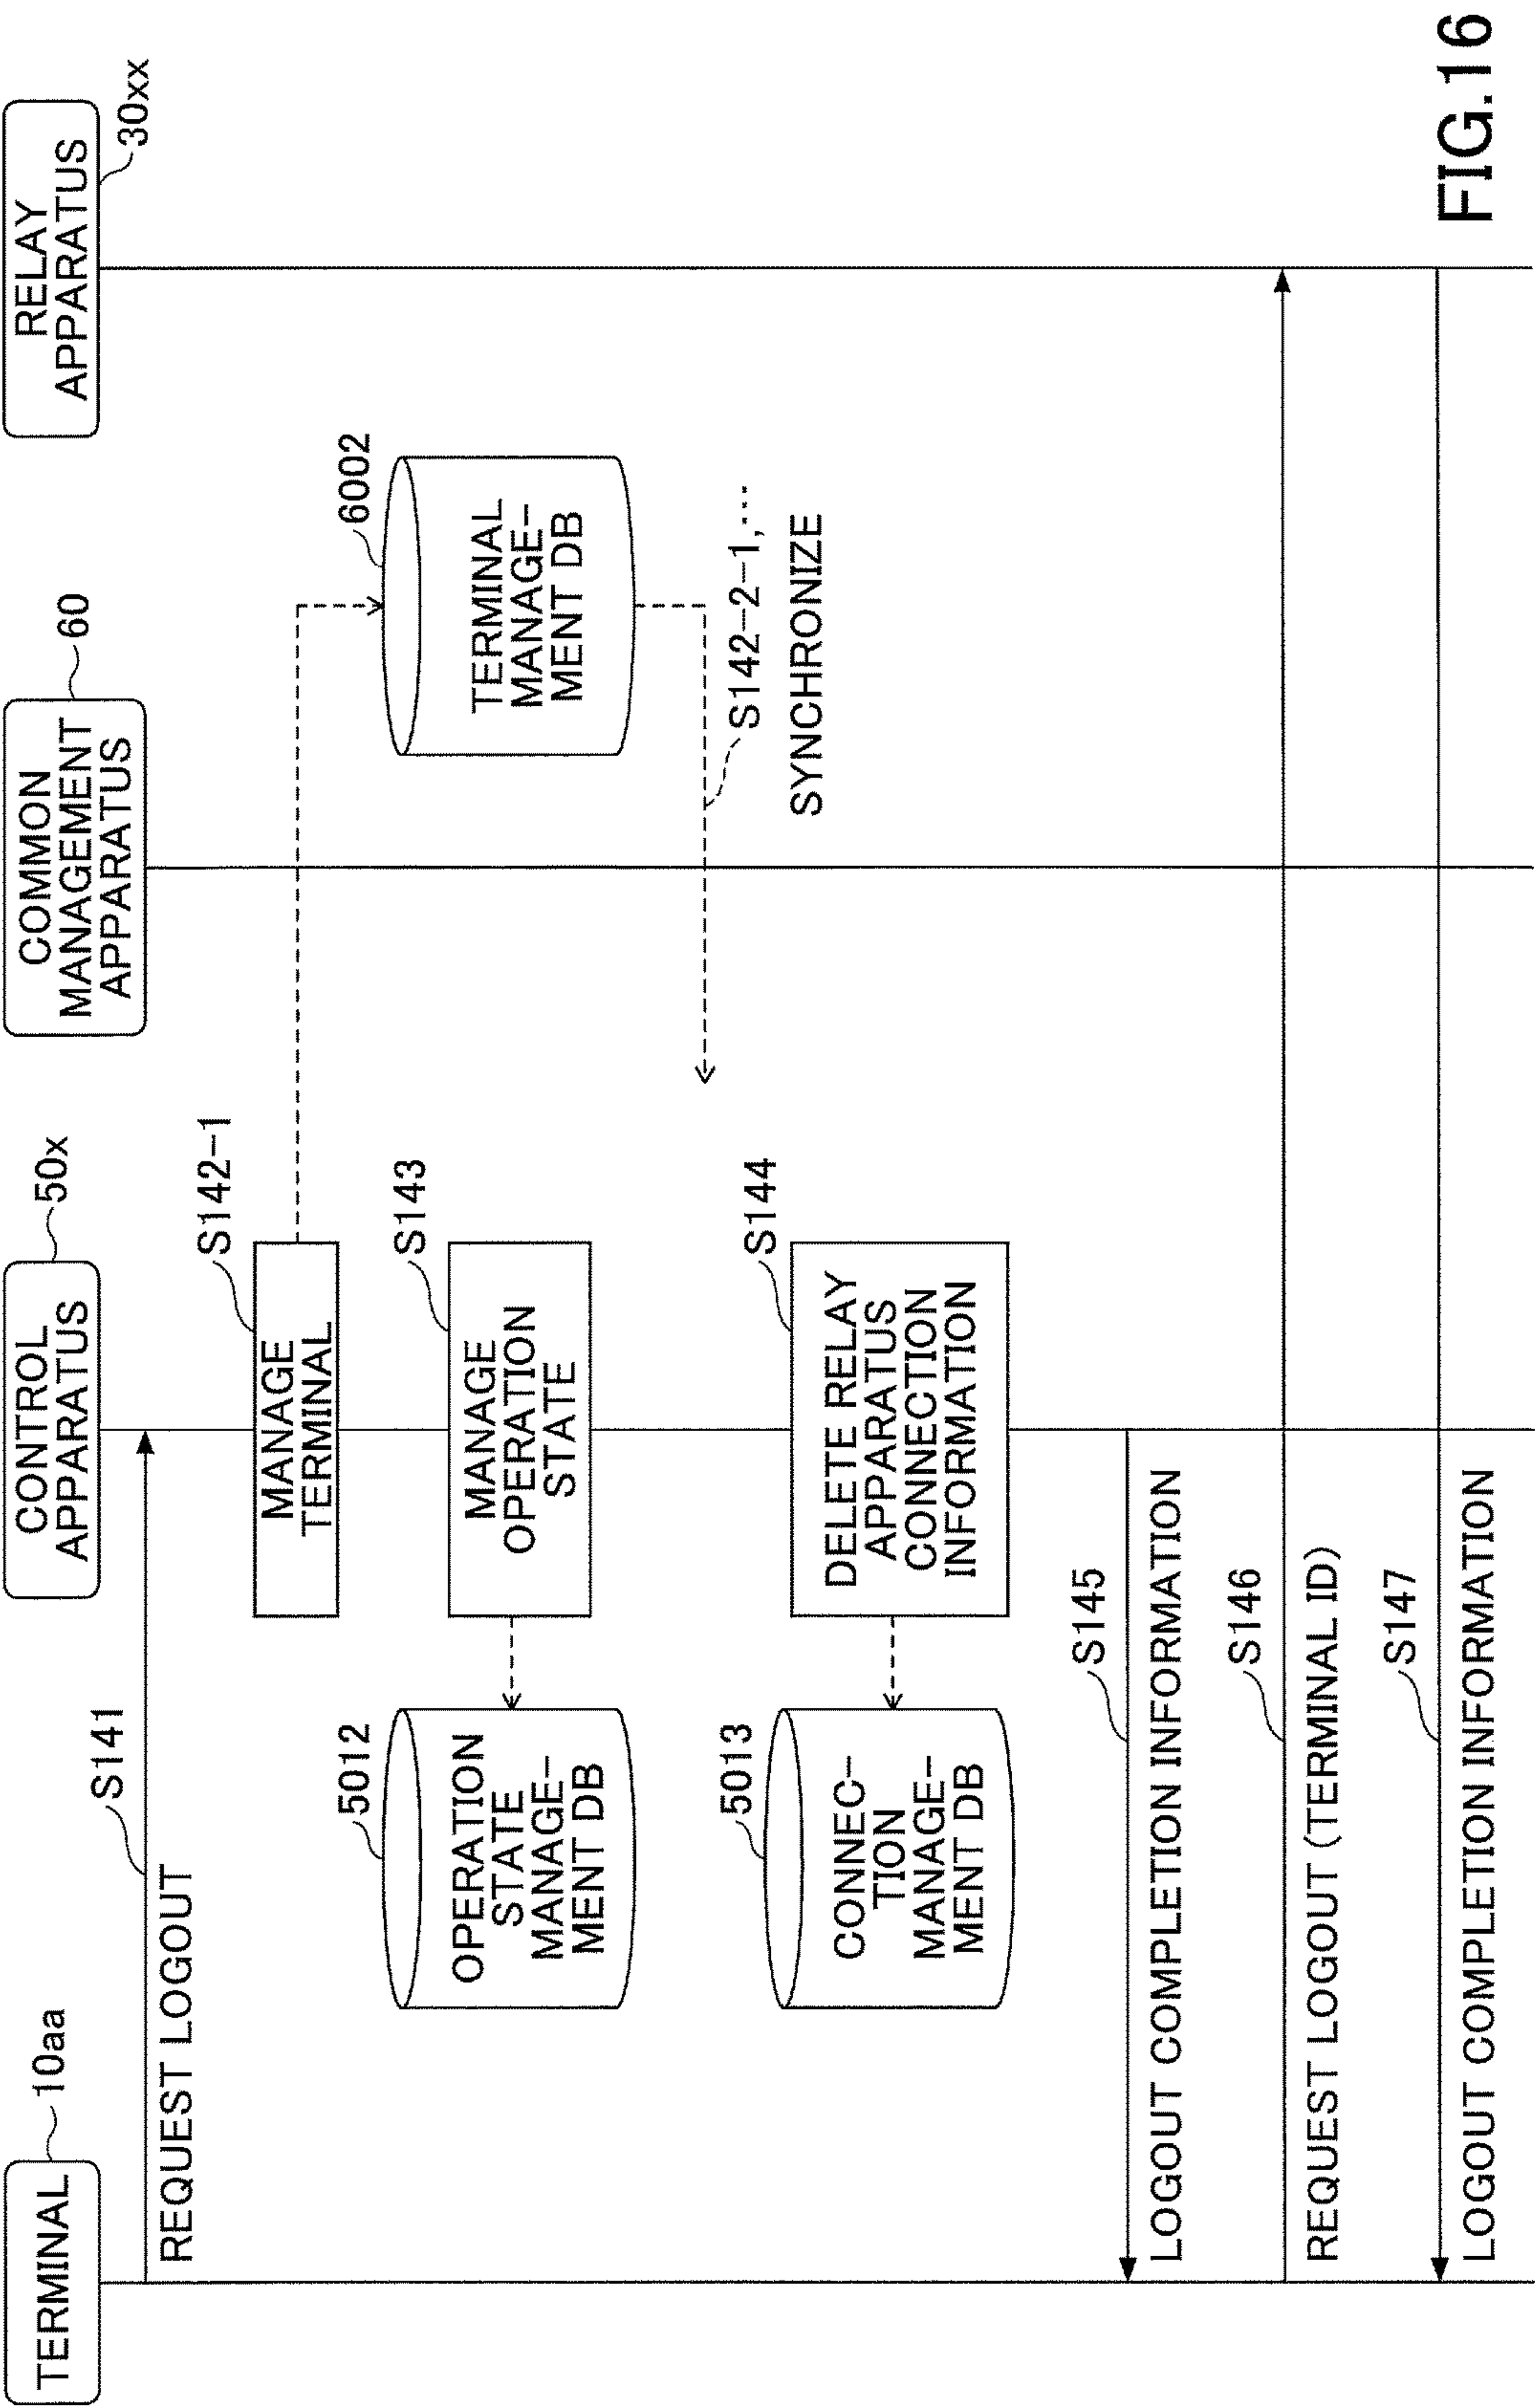 TERMINAL
10aa
CONTROL
APPARATUS
50x
COMMON
MANAGEMENT
APPARATUS
60
RELAY
APPARATUS
30xx
S141
REQUEST LOGOUT
MANAGE
TERMINAL
S142-1
5012
OPERATION
STATE
MANAGE-
MENT DB
MANAGE
OPERATION
STATE
S143
6002
TERMINAL
MANAGE-
MENT DB
S142-2-1,...
SYNCHRONIZE
5013
CONNEC-
TION
MANAGE-
MENT DB
DELETE RELAY
APPARATUS
CONNECTION
INFORMATION
S144
S145
LOGOUT COMPLETION INFORMATION
S146
REQUEST LOGOUT (TERMINAL ID)
S147
LOGOUT COMPLETION INFORMATION
FIG.16